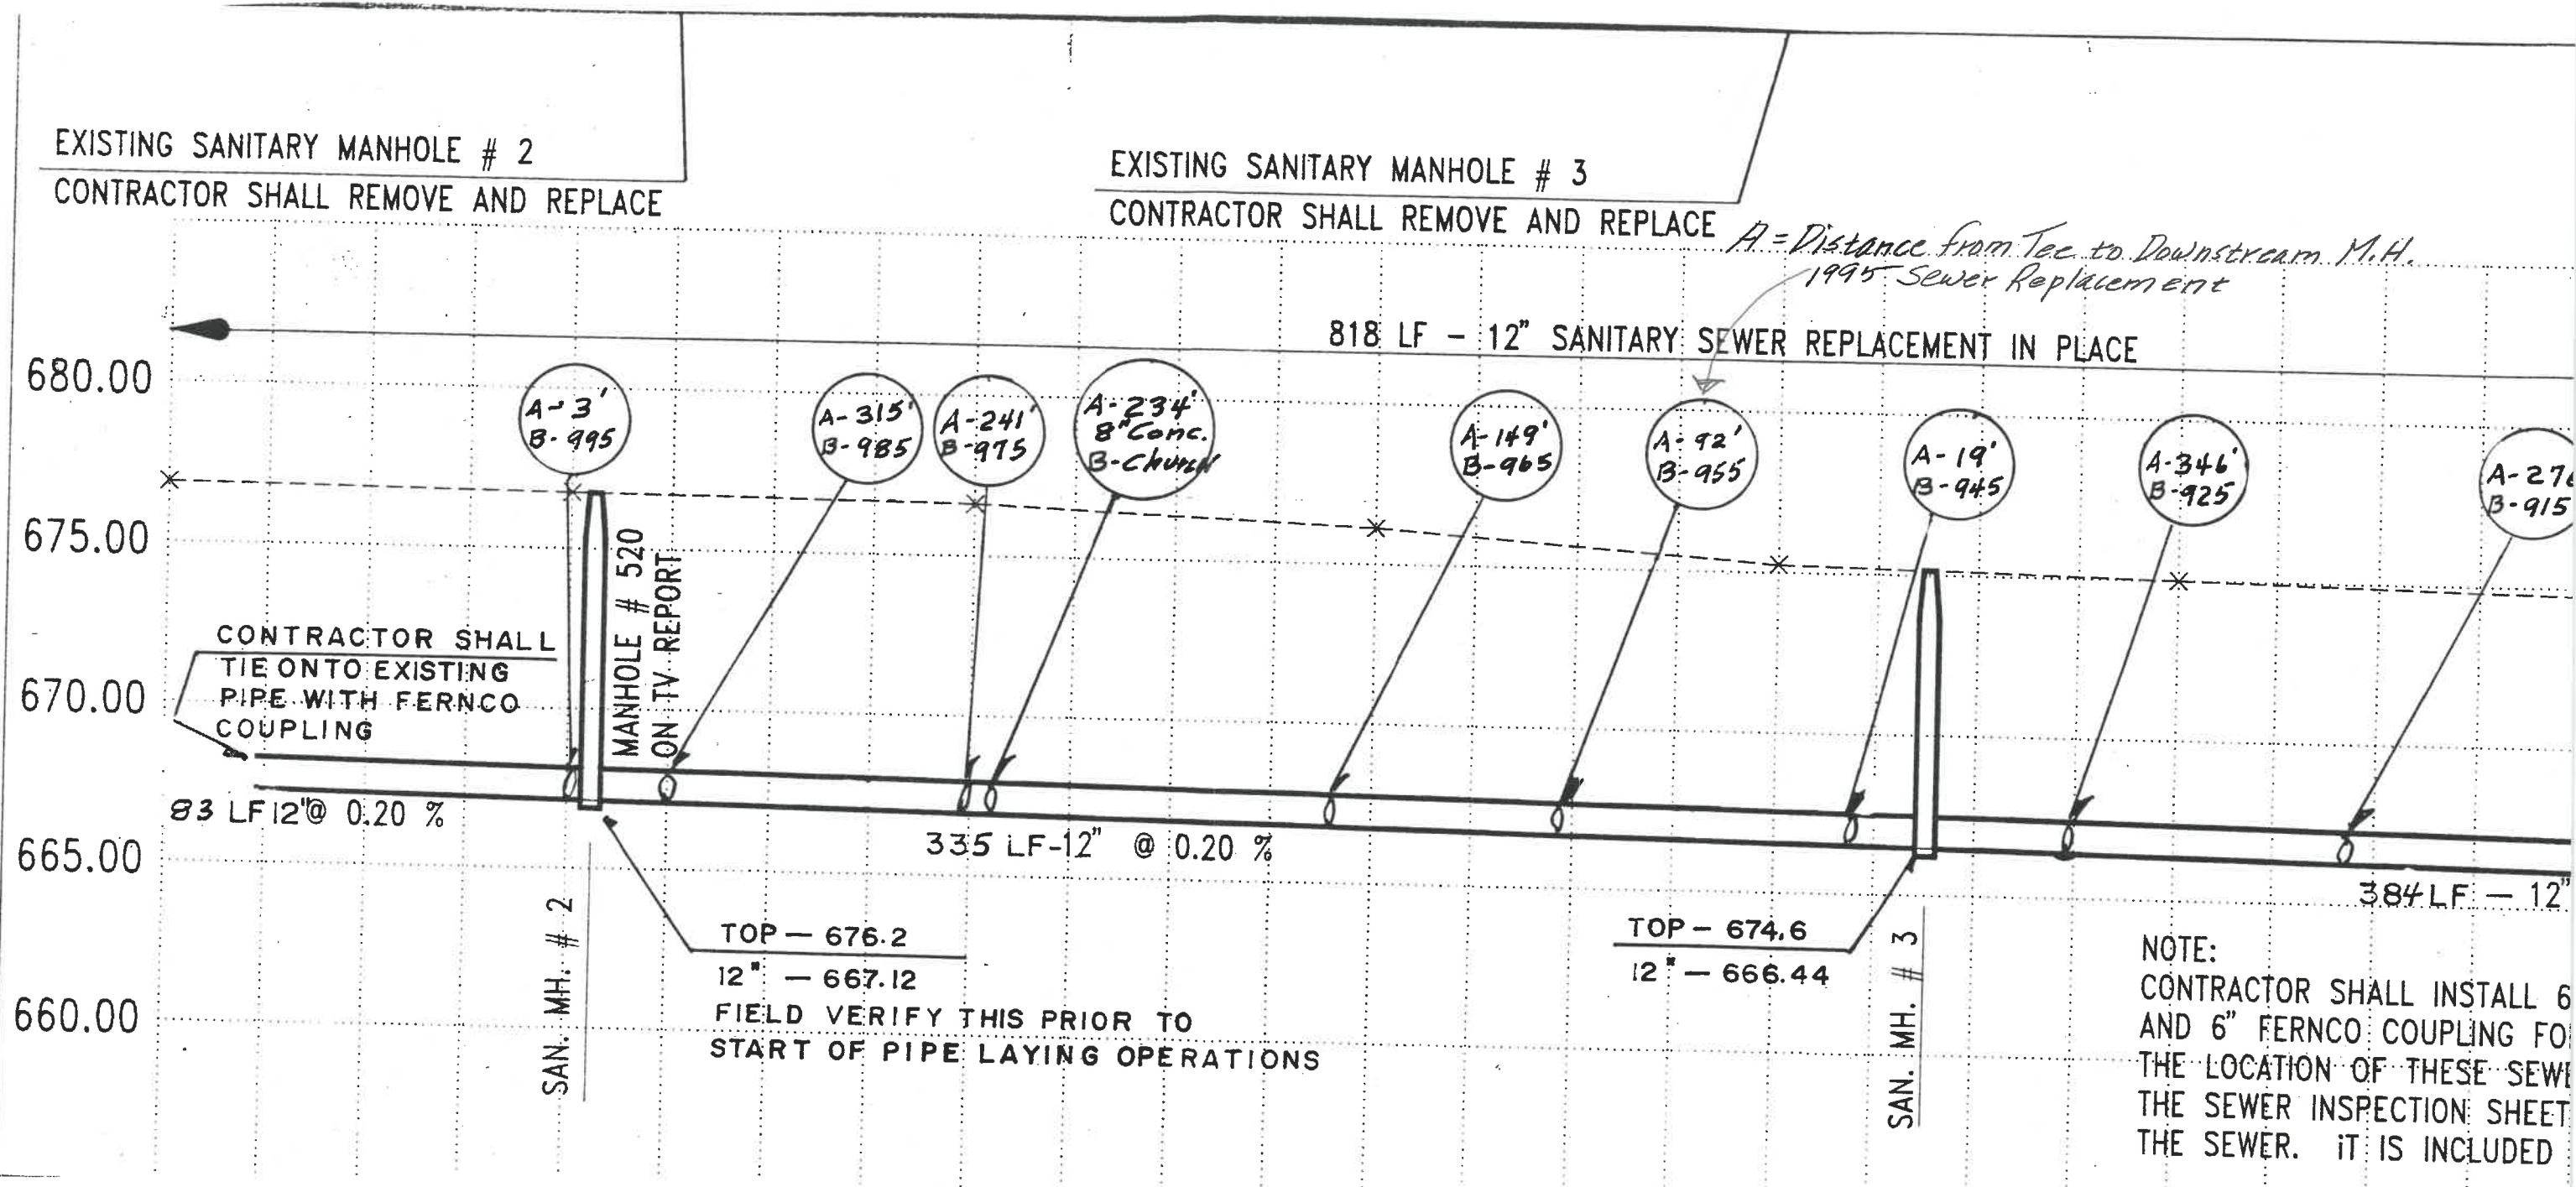 EXISTING SANITARY MANHOLE # 2
CONTRACTOR SHALL REMOVE AND REPLACE
EXISTING SANITARY MANHOLE # 3
CONTRACTOR SHALL REMOVE AND REPLACE
A = Distance from Tee to Downstream M.H.
1995 Sewer Replacement
818 LF - 12" SANITARY SEWER REPLACEMENT IN PLACE
680.00
675.00
670.00
665.00
660.00
A-3'
B-995
A-315'
B-985
A-241'
B-975
A-234'
8" Conc.
B-Church
A-149'
B-965
A-92'
B-955
A-19'
B-945
A-346'
B-925
A-276
B-915
MANHOLE # 520
ON TV REPORT
CONTRACTOR SHALL
TIE ONTO EXISTING
PIPE WITH FERNCO
COUPLING
83 LF 12" @ 0.20 %
335 LF-12" @ 0.20 %
384 LF - 12"
SAN. MH. # 2
TOP - 676.2
12" - 667.12
FIELD VERIFY THIS PRIOR TO
START OF PIPE LAYING OPERATIONS
TOP - 674.6
12" - 666.44
SAN. MH. # 3
NOTE:
CONTRACTOR SHALL INSTALL 6
AND 6" FERNCO COUPLING FO
THE LOCATION OF THESE SEWE
THE SEWER INSPECTION SHEET
THE SEWER. iT IS INCLUDED